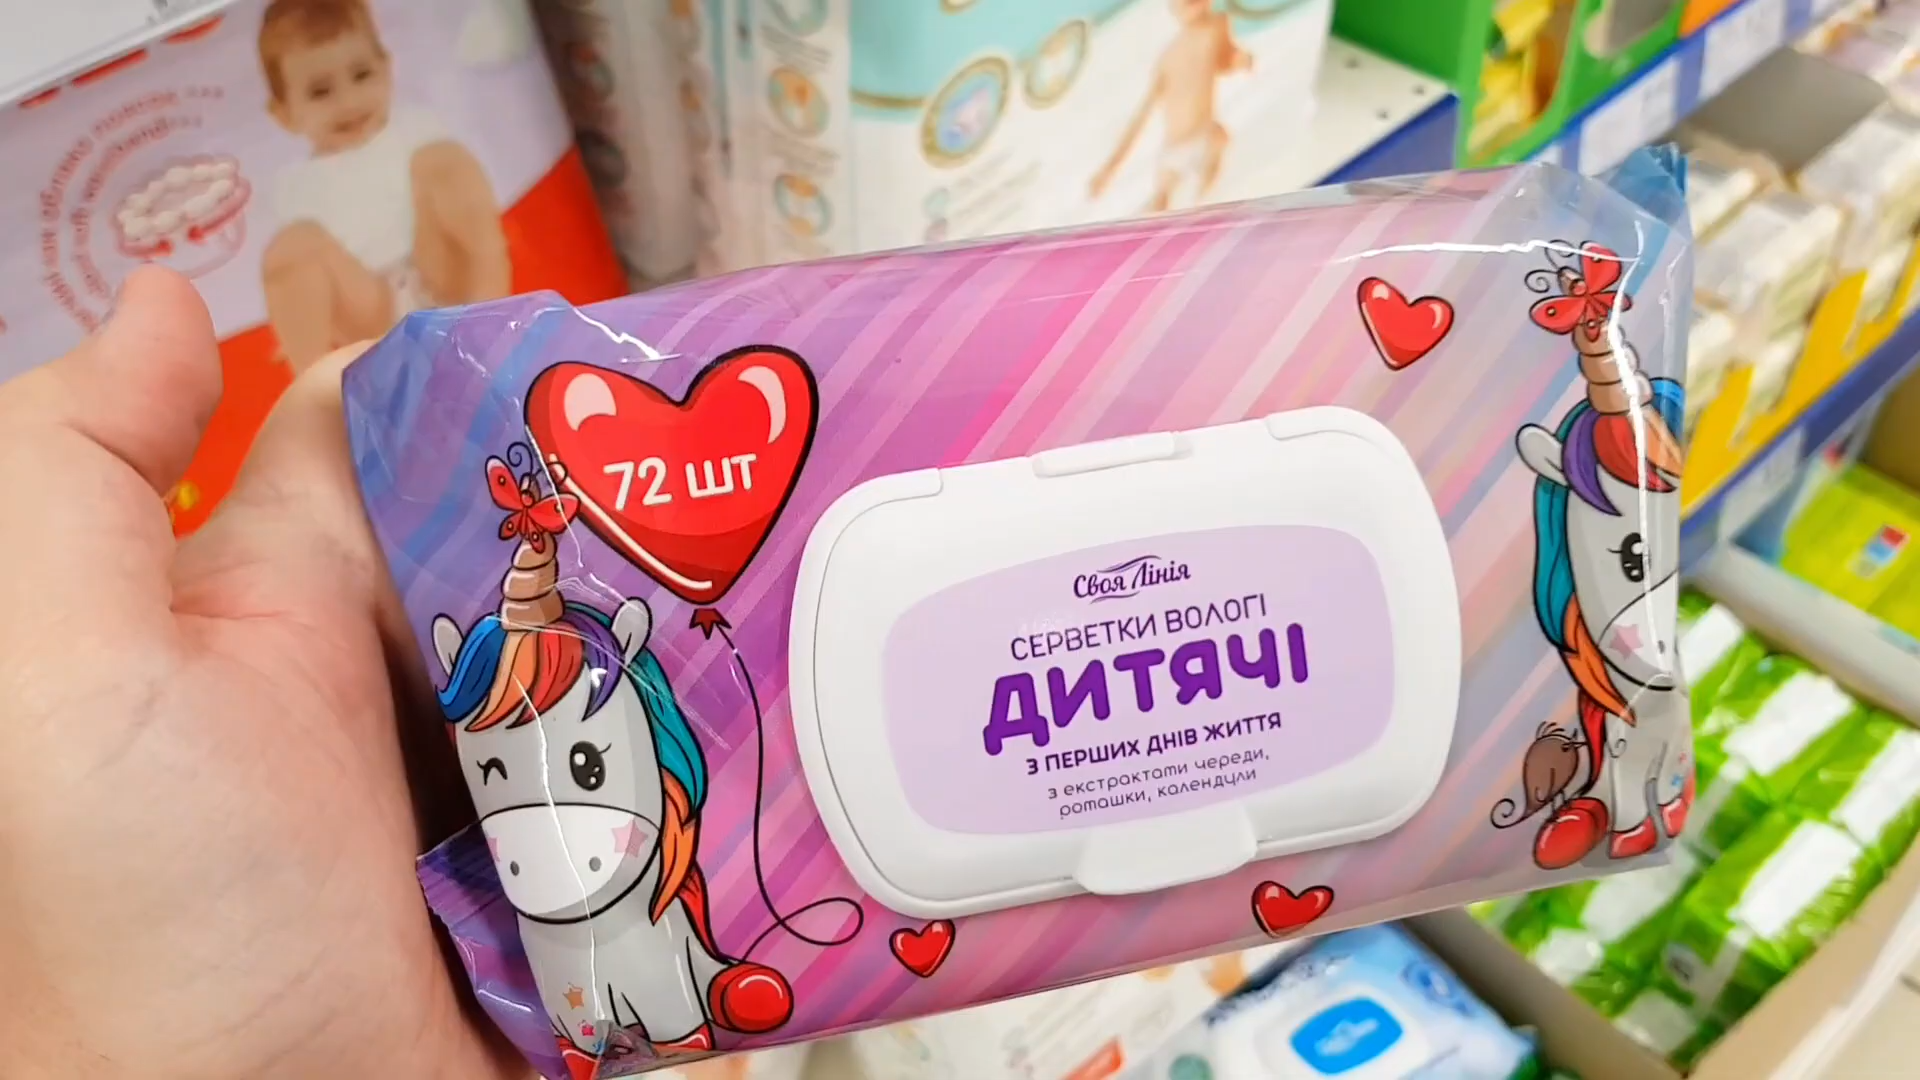 72 ШТ
Своя Лінія
СЕРВЕТКИ ВОЛОГІ
ДИТЯЧІ
З ПЕРШИХ ДНІВ ЖИТТЯ
з екстрактами череди,
ромашки, календули